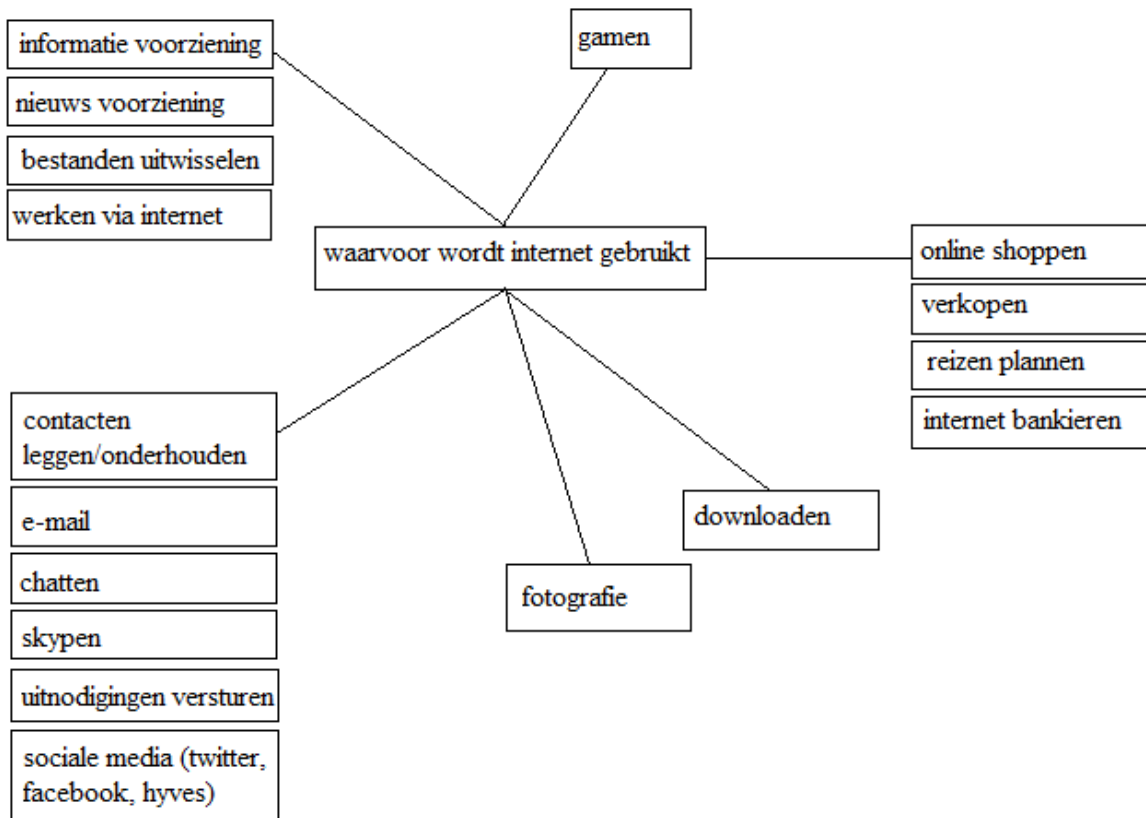 informatie voorziening
nieuws voorziening
bestanden uitwisselen
werken via internet
gamen
waarvoor wordt internet gebruikt
online shoppen
verkopen
reizen plannen
internet bankieren
contacten
leggen/onderhouden
e-mail
chatten
skypen
uitnodigingen versturen
sociale media (twitter,
facebook, hyves)
fotografie
downloaden